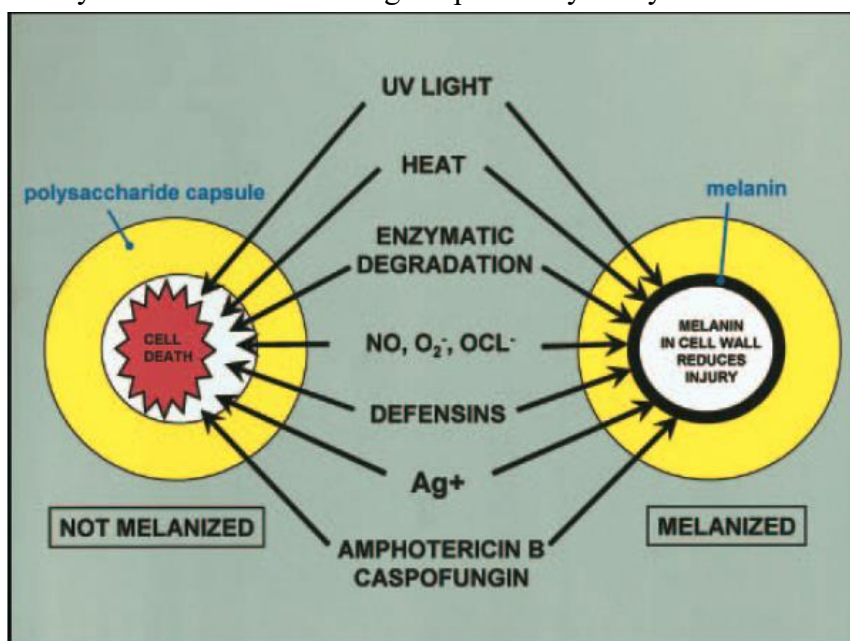 UV LIGHT
HEAT
polysaccharide capsule
melanin
ENZYMATIC
DEGRADATION
CELL
DEATH
NO, O₂⁻, OCL⁻
MELANIN
IN CELL WALL
REDUCES
INJURY
DEFENSINS
Ag+
NOT MELANIZED
MELANIZED
AMPHOTERICIN B
CASPOFUNGIN